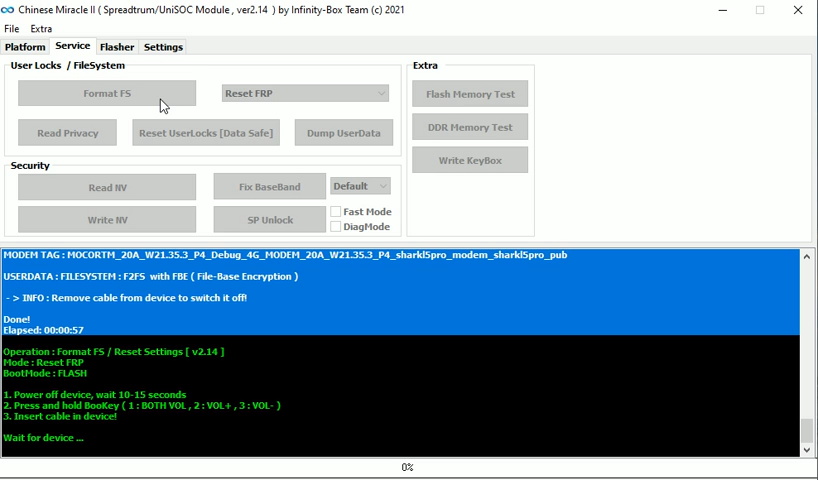 Chinese Miracle II ( Spreadtrum/UniSOC Module , ver2.14 ) by Infinity-Box Team (c) 2021
File Extra
Platform Service Flasher Settings
User Locks / FileSystem
Format FS
Reset FRP
Read Privacy
Reset UserLocks [Data Safe]
Dump UserData
Security
Read NV
Fix BaseBand
Default
Write NV
SP Unlock
Fast Mode
DiagMode
Extra
Flash Memory Test
DDR Memory Test
Write KeyBox
MODEM TAG : MOCORTM_20A_W21.35.3_P4_Debug_4G_MODEM_20A_W21.35.3_P4_sharkl5pro_modem_sharkl5pro_pub
USERDATA : FILESYSTEM : F2FS with FBE ( File-Base Encryption )
- > INFO : Remove cable from device to switch it off!
Done!
Elapsed: 00:00:57
Operation : Format FS / Reset Settings [ v2.14 ]
Mode : Reset FRP
BootMode : FLASH
1. Power off device, wait 10-15 seconds
2. Press and hold BooKey ( 1 : BOTH VOL , 2 : VOL+ , 3 : VOL- )
3. Insert cable in device!
Wait for device ...
0%